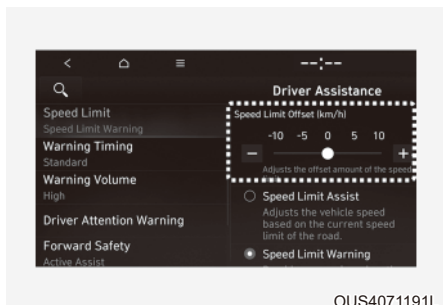 --:--
Driver Assistance
Speed Limit
Speed Limit Warning
Warning Timing
Standard
Warning Volume
High
Driver Attention Warning
Forward Safety
Active Assist
Speed Limit Offset (km/h)
-10 -5 0 5 10
− +
Adjusts the offset amount of the speed
Speed Limit Assist
Adjusts the vehicle speed
based on the current speed
limit of the road.
Speed Limit Warning
OUS4071191L